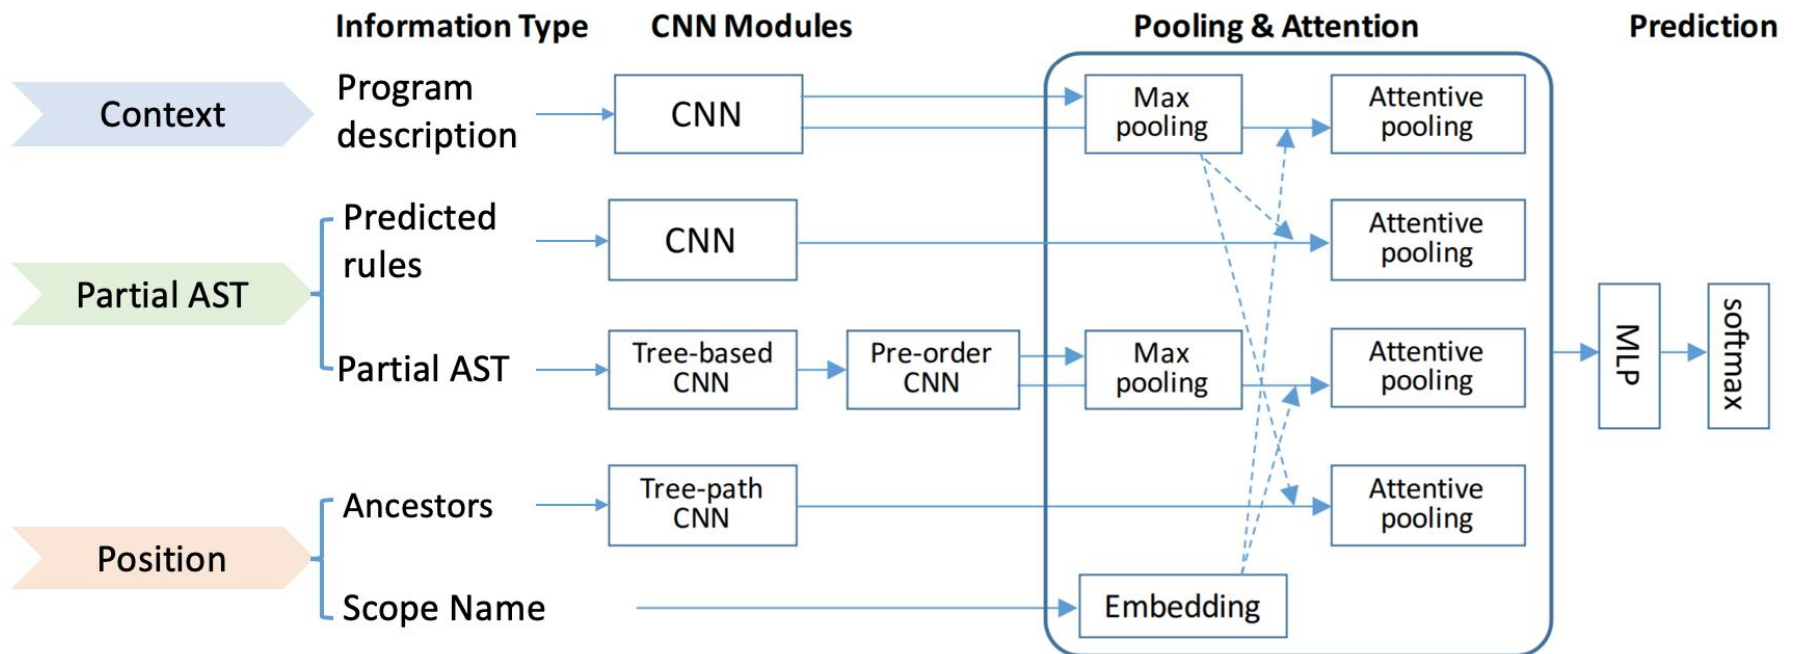 Information Type
CNN Modules
Pooling & Attention
Prediction
Context
Program
description
CNN
Max
pooling
Attentive
pooling
Partial AST
Predicted
rules
CNN
Attentive
pooling
Partial AST
Tree-based
CNN
Pre-order
CNN
Max
pooling
Attentive
pooling
MLP
softmax
Position
Ancestors
Tree-path
CNN
Attentive
pooling
Scope Name
Embedding